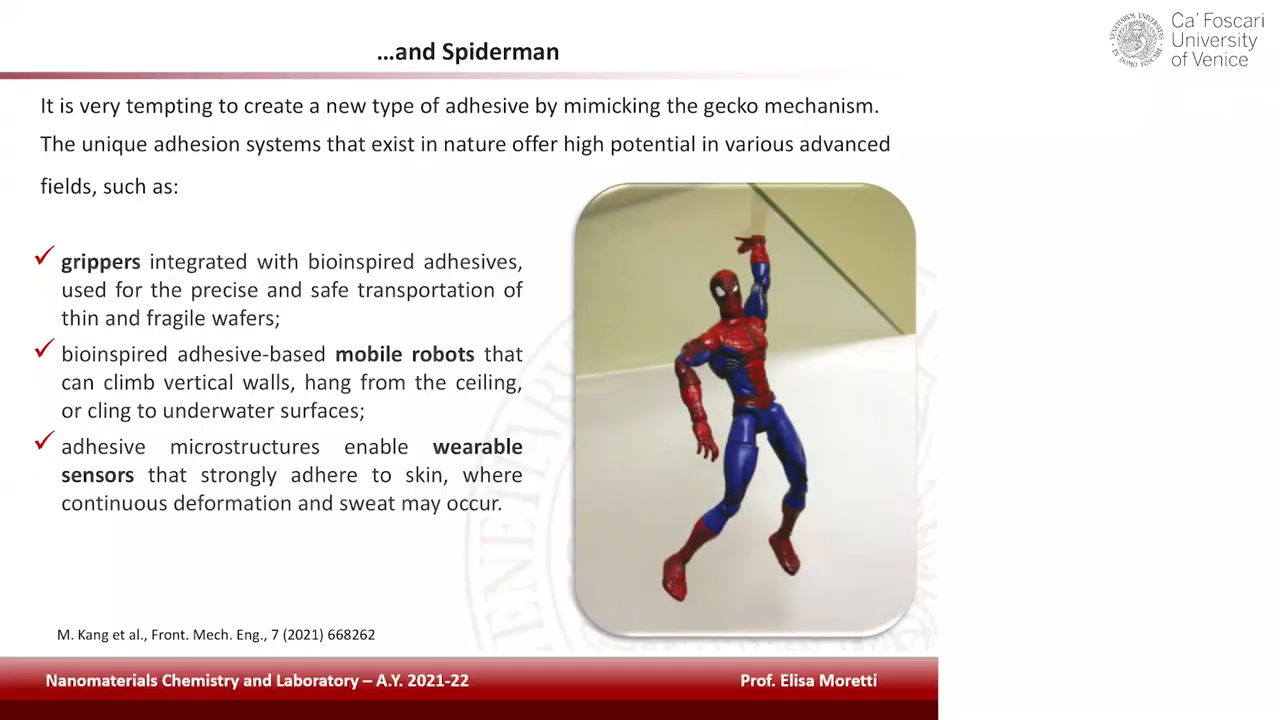 Ca' Foscari
University
of Venice
…and Spiderman
It is very tempting to create a new type of adhesive by mimicking the gecko mechanism.
The unique adhesion systems that exist in nature offer high potential in various advanced
fields, such as:
grippers integrated with bioinspired adhesives,
used for the precise and safe transportation of
thin and fragile wafers;
bioinspired adhesive-based mobile robots that
can climb vertical walls, hang from the ceiling,
or cling to underwater surfaces;
adhesive microstructures enable wearable
sensors that strongly adhere to skin, where
continuous deformation and sweat may occur.
M. Kang et al., Front. Mech. Eng., 7 (2021) 668262
Nanomaterials Chemistry and Laboratory – A.Y. 2021-22
Prof. Elisa Moretti